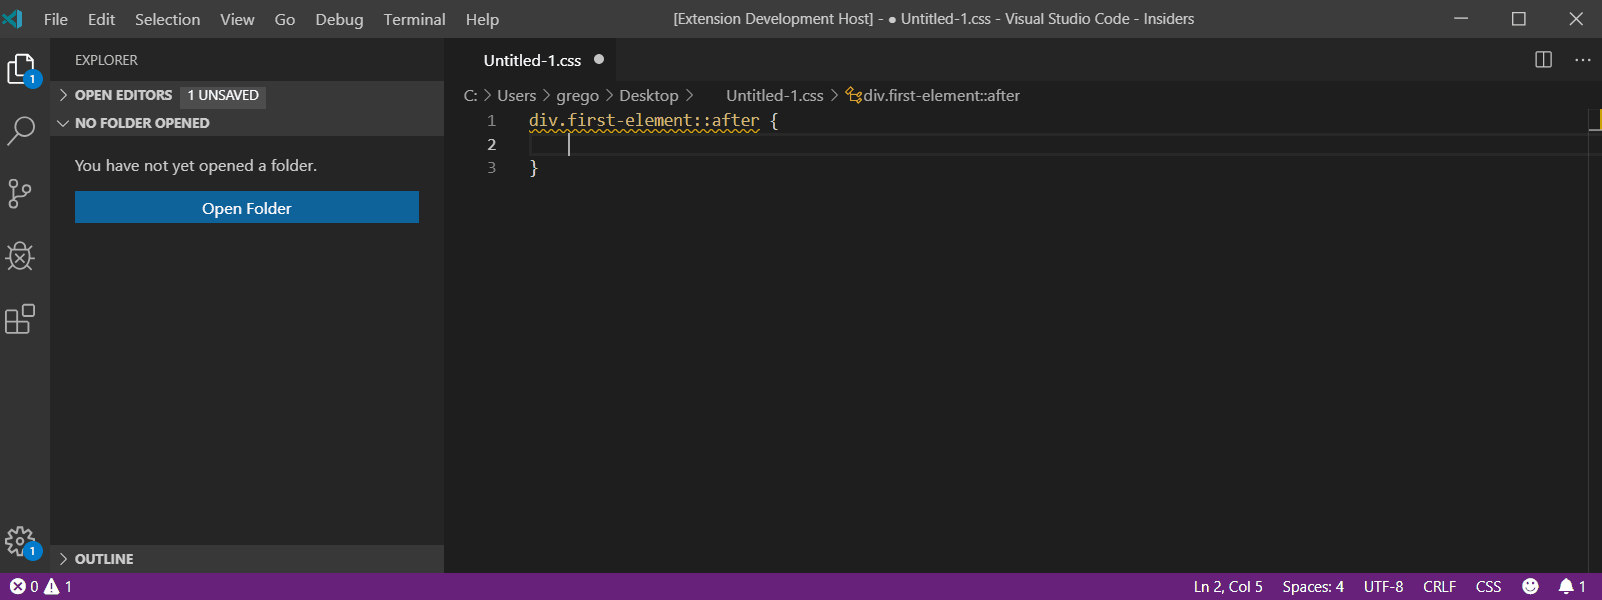 File Edit Selection View Go Debug Terminal Help [Extension Development Host] - ● Untitled-1.css - Visual Studio Code - Insiders
1
EXPLORER
OPEN EDITORS 1 UNSAVED
NO FOLDER OPENED
You have not yet opened a folder.
Open Folder
OUTLINE
1
Untitled-1.css ●
C: > Users > grego > Desktop > Untitled-1.css > div.first-element::after
1 div.first-element::after {
2
3 }
0 1 Ln 2, Col 5 Spaces: 4 UTF-8 CRLF CSS 1